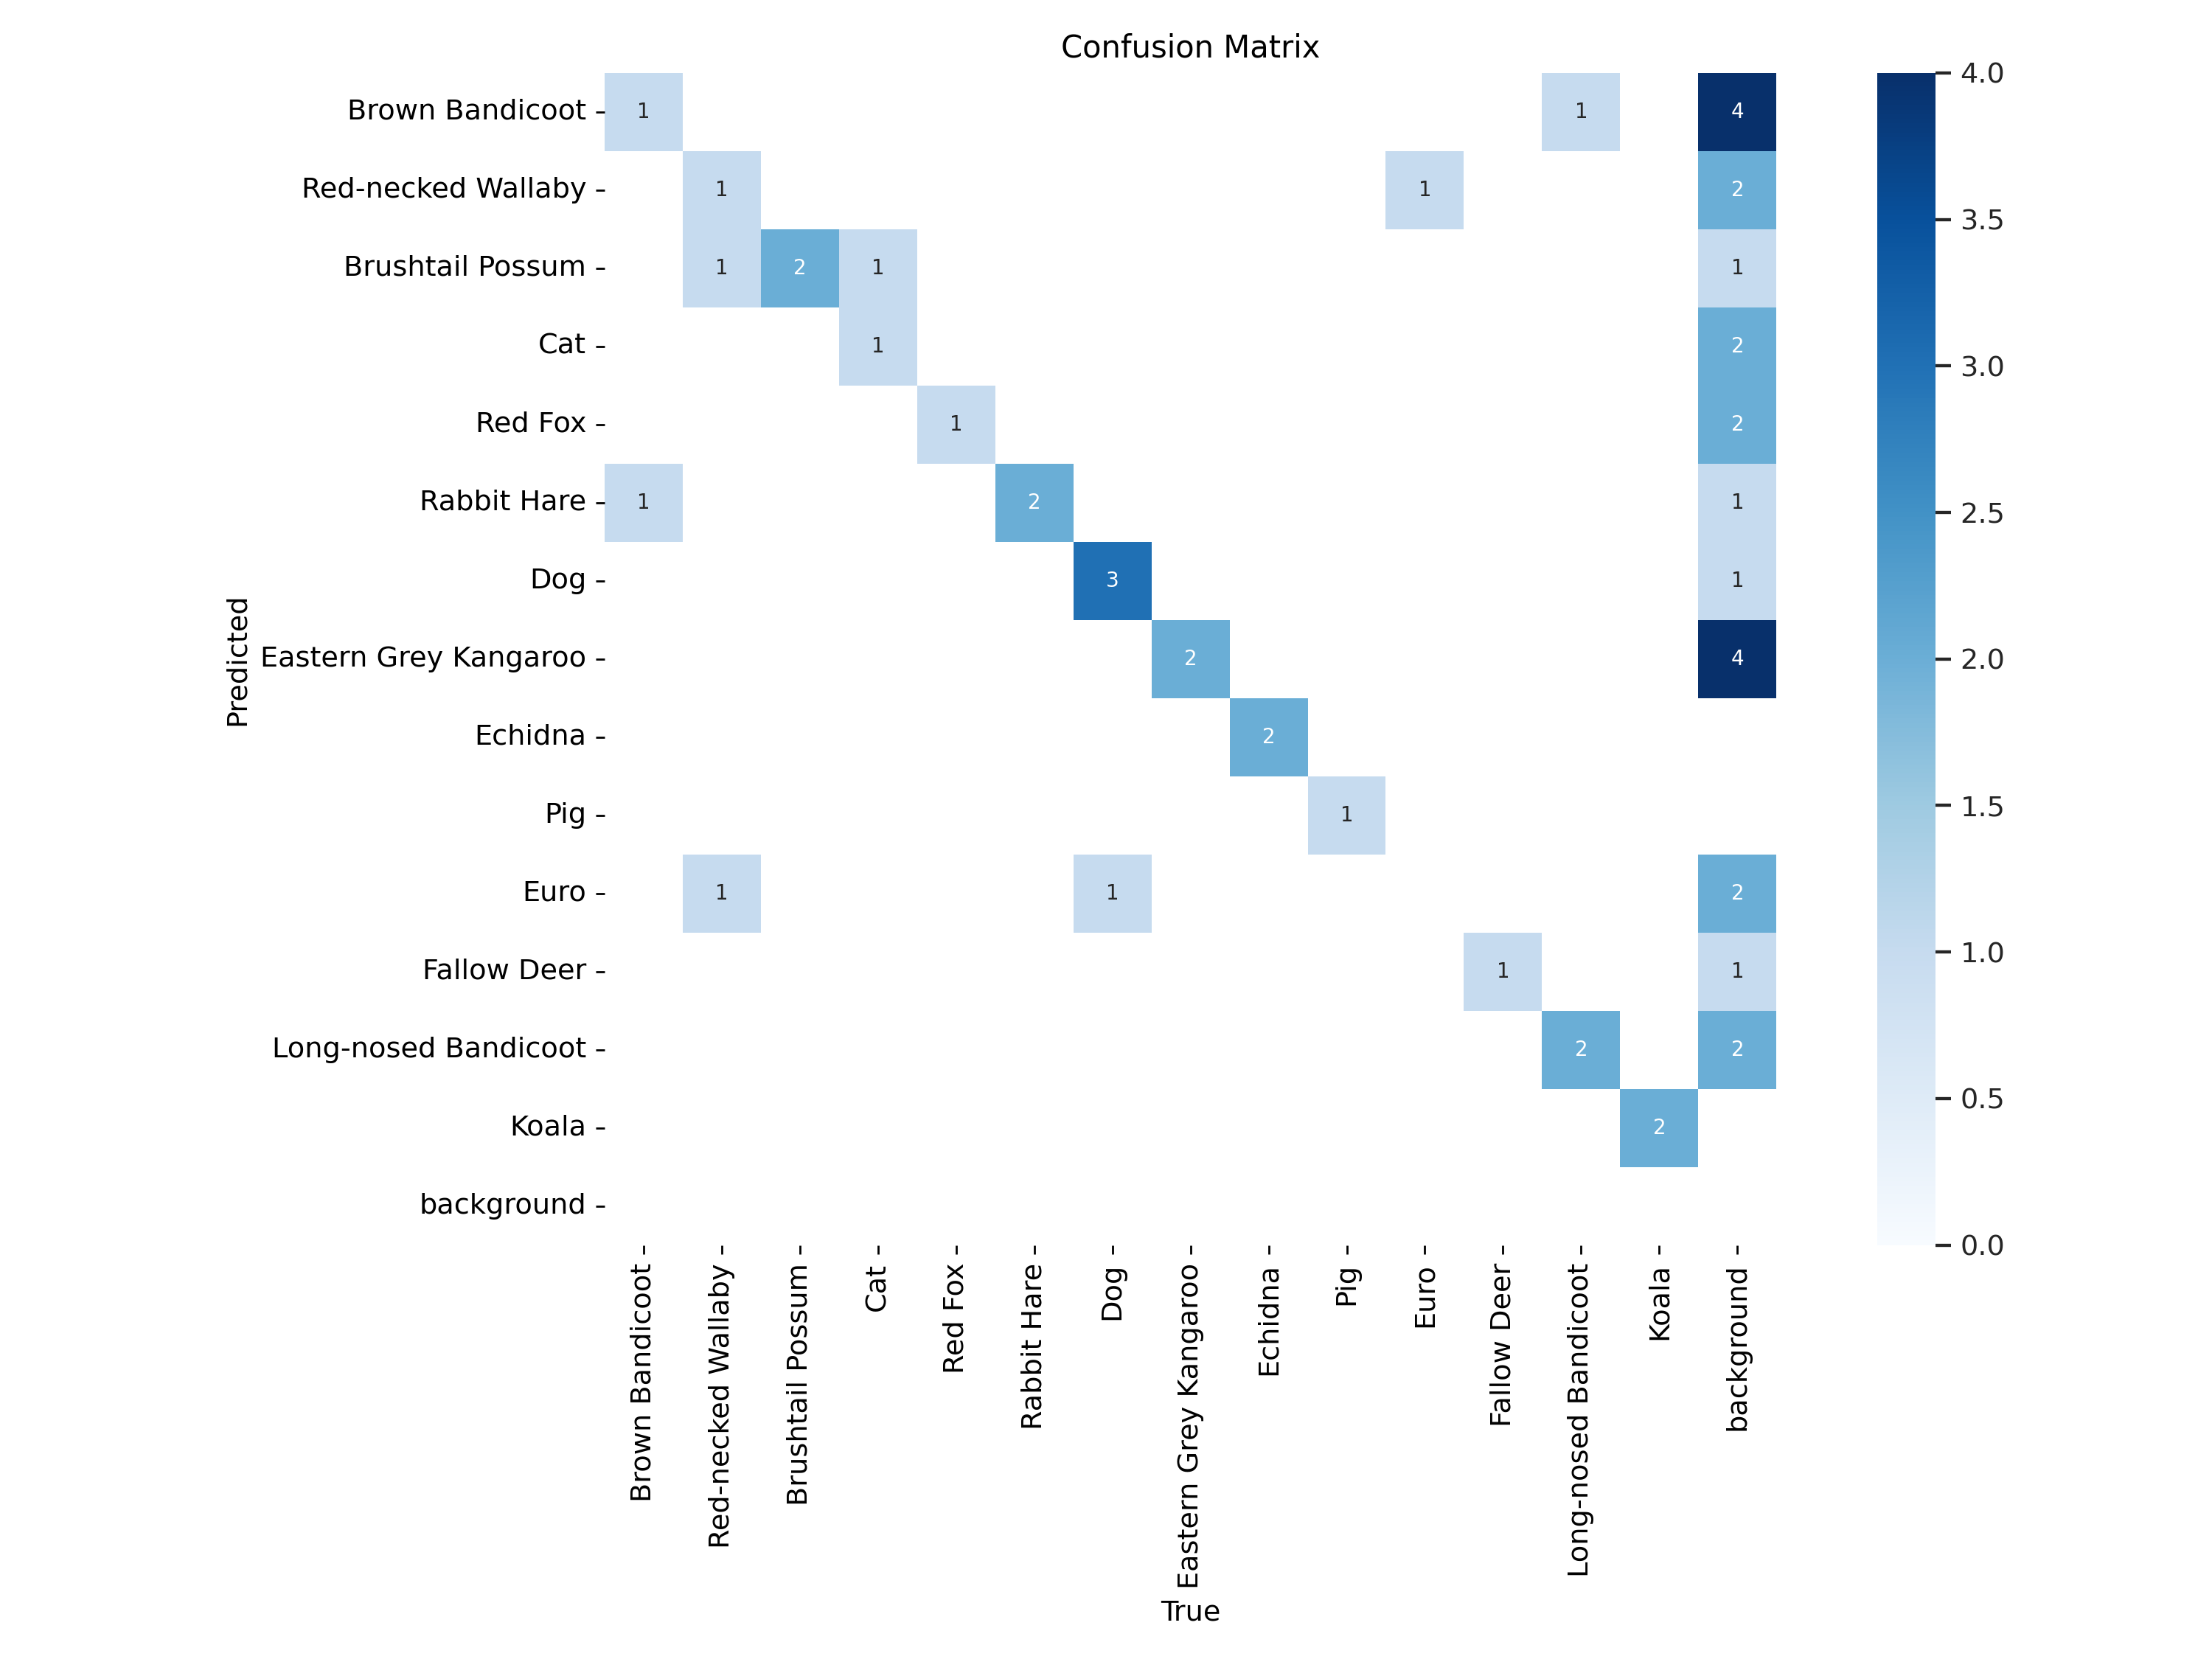 Confusion Matrix
Brown Bandicoot 1 1 4
Red-necked Wallaby 1 1 2
Brushtail Possum 1 2 1 1
Cat 1 2
Red Fox 1 2
Rabbit Hare 1 2 1
Dog 3 1
Eastern Grey Kangaroo 2 4
Echidna 2
Pig 1
Euro 1 1 2
Fallow Deer 1 1
Long-nosed Bandicoot 2 2
Koala 2
background
Predicted
Brown Bandicoot
Red-necked Wallaby
Brushtail Possum
Cat
Red Fox
Rabbit Hare
Dog
Eastern Grey Kangaroo
Echidna
Pig
Euro
Fallow Deer
Long-nosed Bandicoot
Koala
background
True
4.0
3.5
3.0
2.5
2.0
1.5
1.0
0.5
0.0